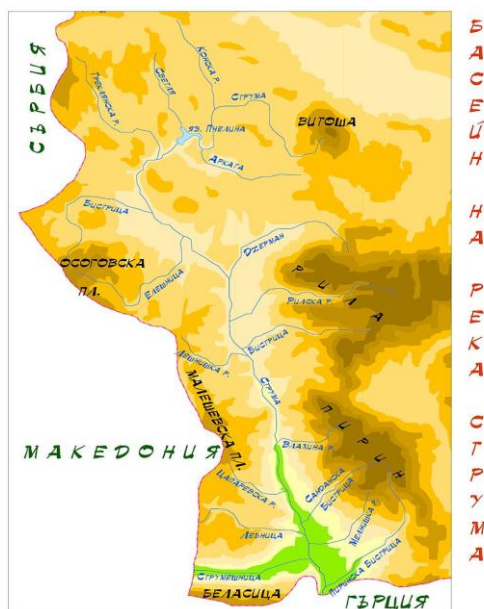 БАСЕЙН НА РЕКА СТРУМА
СЪРБИЯ
Треклянска р.
Светля
Конска р.
Струма
ВИТОША
яз. Пчелина
Арката
Бистрица
ОСОГОВСКА
ПЛ.
Елешница
Джерман
РИЛА
Рилска р.
Бистрица
Лешнишка р.
Струма
МАЛЕШЕВСКА ПЛ.
ПИРИН
Влахина р.
МАКЕДОНИЯ
Цапаревска р.
Санданска
Бистрица
Мелнишка р.
Лебница
Струмешница
Пиринска Бистрица
БЕЛАСИЦА
ГЪРЦИЯ